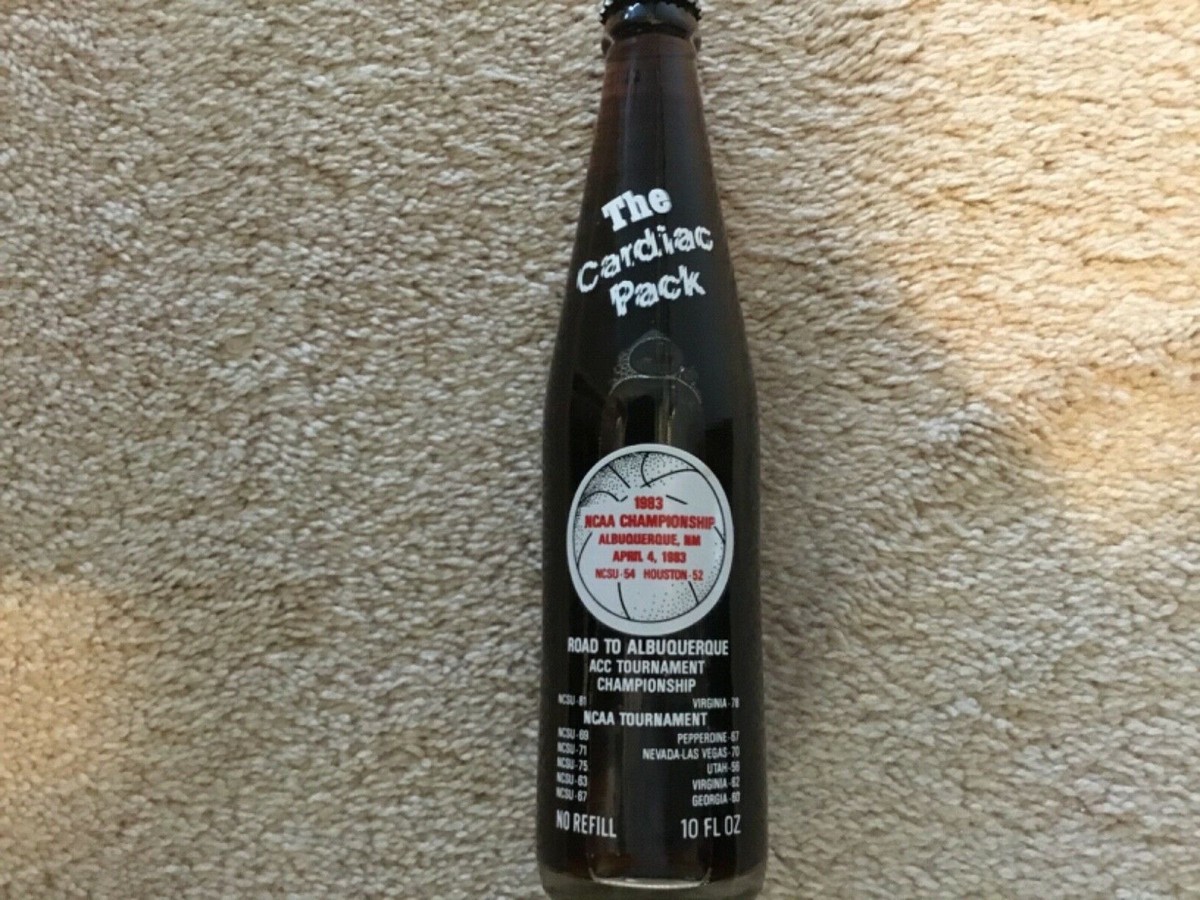 The
Cardiac
Pack
1983
NCAA CHAMPIONSHIP
ALBUQUERQUE, NM
APRIL 4, 1983
NCSU-54 HOUSTON-52
ROAD TO ALBUQUERQUE
ACC TOURNAMENT
CHAMPIONSHIP
NCSU-81 VIRGINIA-78
NCAA TOURNAMENT
NCSU-69 PEPPERDINE-67
NCSU-71 NEVADA-LAS VEGAS-70
NCSU-75 UTAH-56
NCSU-63 VIRGINIA-62
NCSU-67 GEORGIA-60
NO REFILL 10 FL OZ